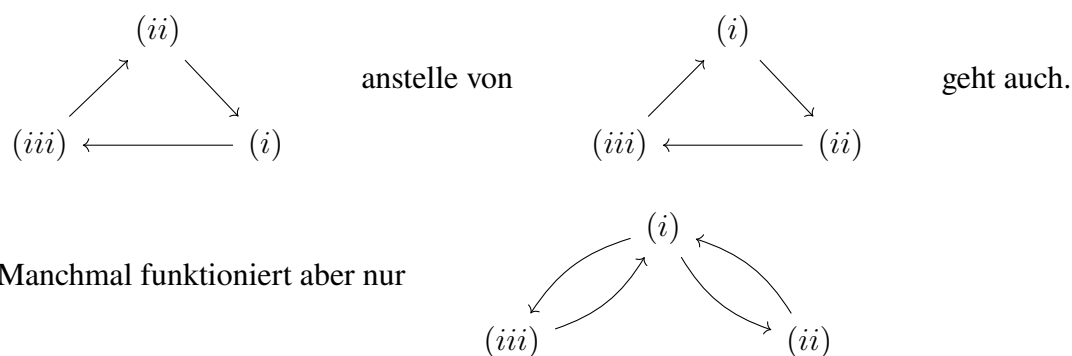 (ii) (i)
anstelle von geht auch.
(iii) (i) (iii) (ii)
(i)
Manchmal funktioniert aber nur
(iii) (ii)